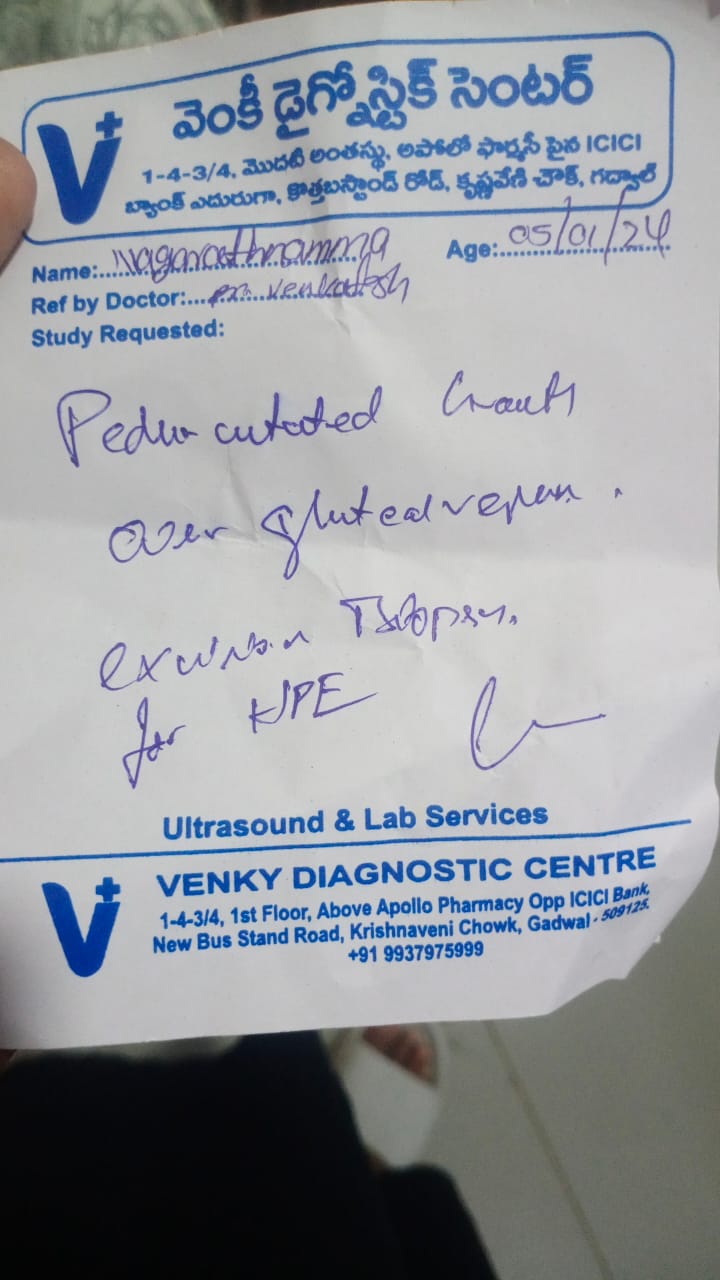 V+
వెంకీ డైగ్నోస్టిక్ సెంటర్
1-4-3/4, మొదటి అంతస్థు, అపోలో ఫార్మసీ పైన ICICI
బ్యాంక్ ఎదురుగా, కొత్తబస్టాండ్ రోడ్, కృష్ణవేణి చౌక్, గద్వాల్
Name:..... Age: 05/01/24
Ref by Doctor:..... venkatesh
Study Requested:
Pedunculated
over gluteal region.
excision Biopsy.
for HPE
Ultrasound & Lab Services
V+
VENKY DIAGNOSTIC CENTRE
1-4-3/4, 1st Floor, Above Apollo Pharmacy Opp ICICI Bank,
New Bus Stand Road, Krishnaveni Chowk, Gadwal - 509125.
+91 9937975999